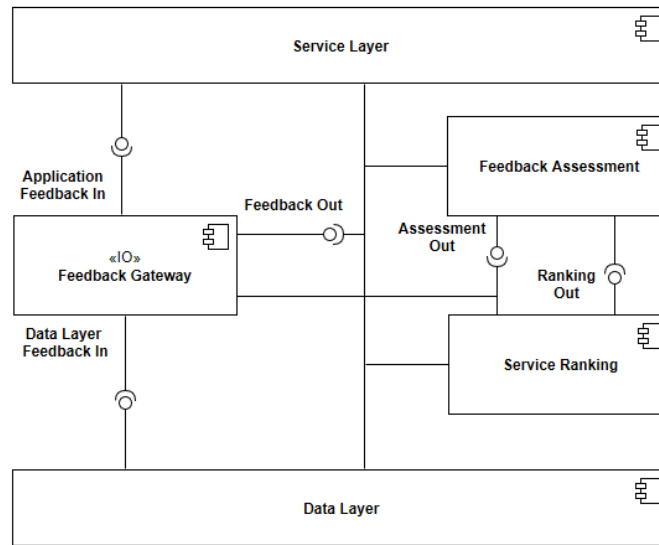 Service Layer
Application
Feedback In
Feedback Out
Feedback Assessment
Assessment
Out
Ranking
Out
«IO»
Feedback Gateway
Data Layer
Feedback In
Service Ranking
Data Layer